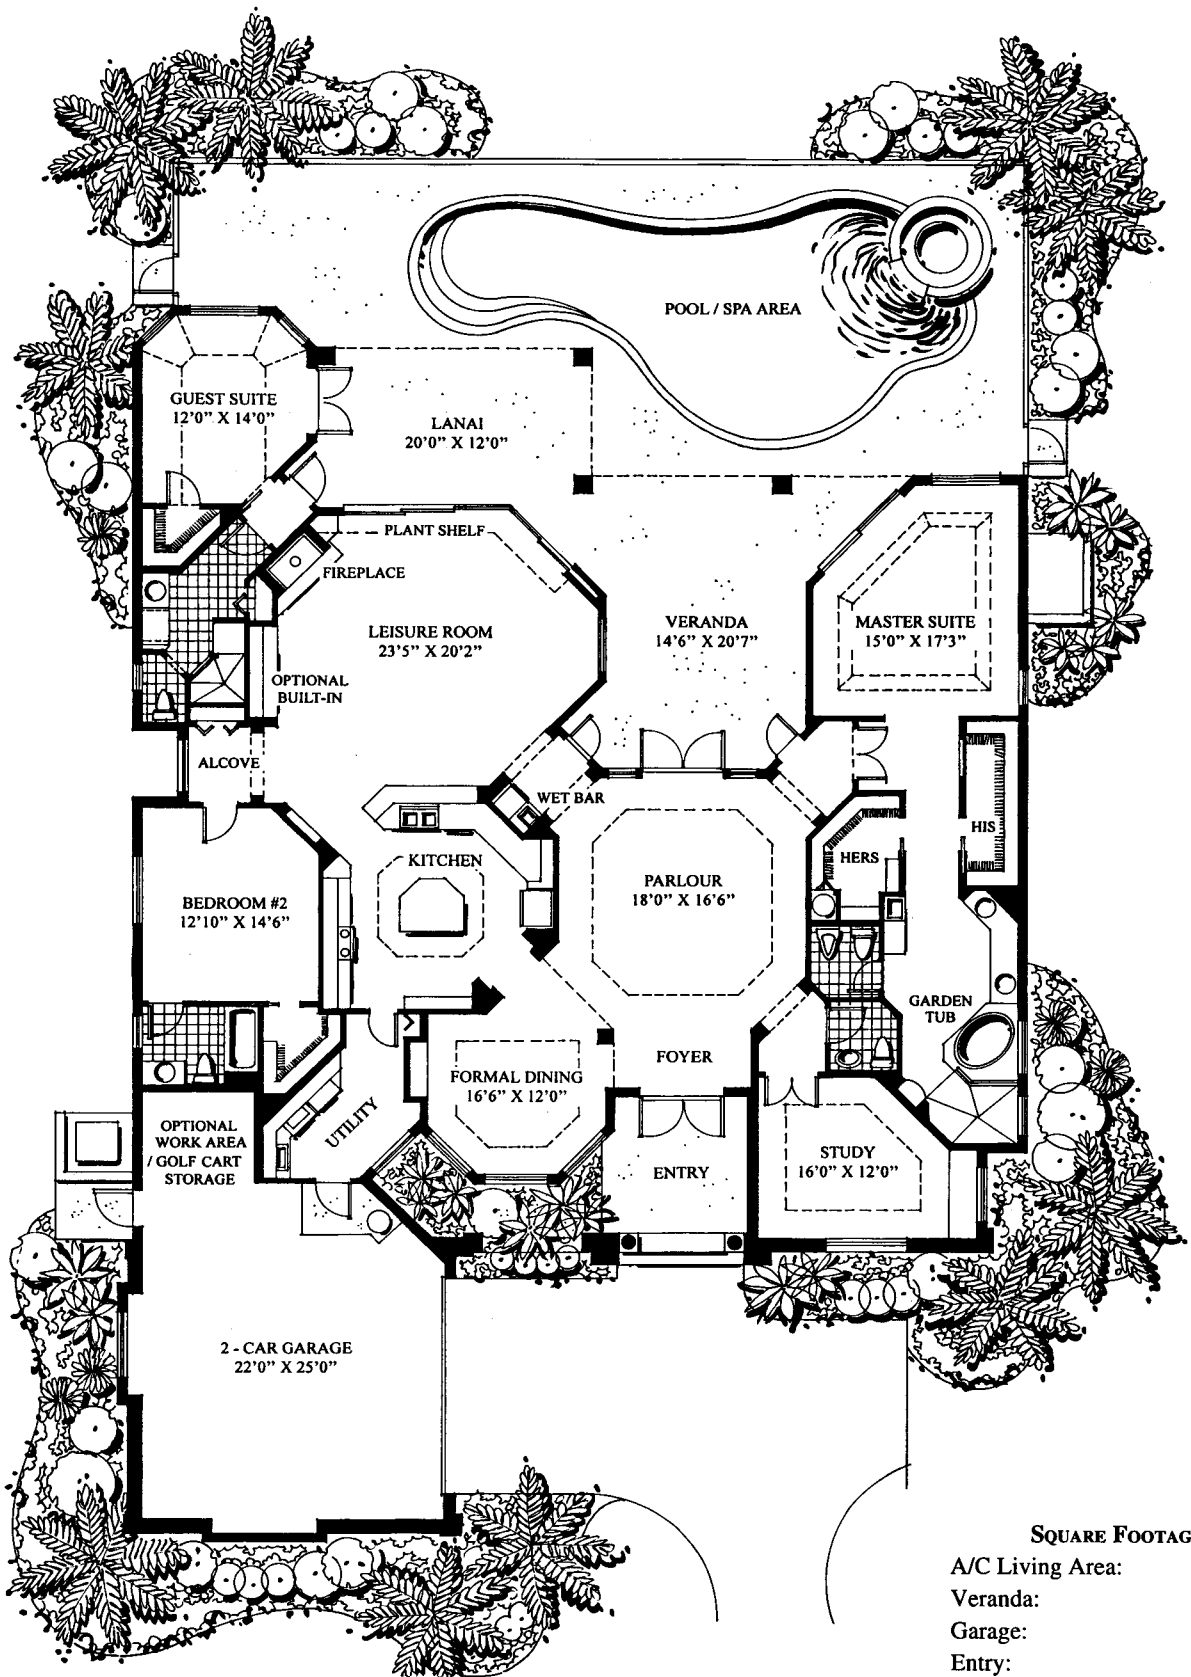 POOL / SPA AREA
GUEST SUITE
12'0" X 14'0"
LANAI
20'0" X 12'0"
PLANT SHELF
FIREPLACE
LEISURE ROOM
23'5" X 20'2"
VERANDA
14'6" X 20'7"
MASTER SUITE
15'0" X 17'3"
OPTIONAL
BUILT-IN
ALCOVE
WET BAR
HIS
HERS
KITCHEN
PARLOUR
18'0" X 16'6"
BEDROOM #2
12'10" X 14'6"
GARDEN
TUB
FOYER
FORMAL DINING
16'6" X 12'0"
UTILITY
OPTIONAL
WORK AREA
/ GOLF CART
STORAGE
ENTRY
STUDY
16'0" X 12'0"
2 - CAR GARAGE
22'0" X 25'0"
SQUARE FOOTAG
A/C Living Area:
Veranda:
Garage:
Entry: